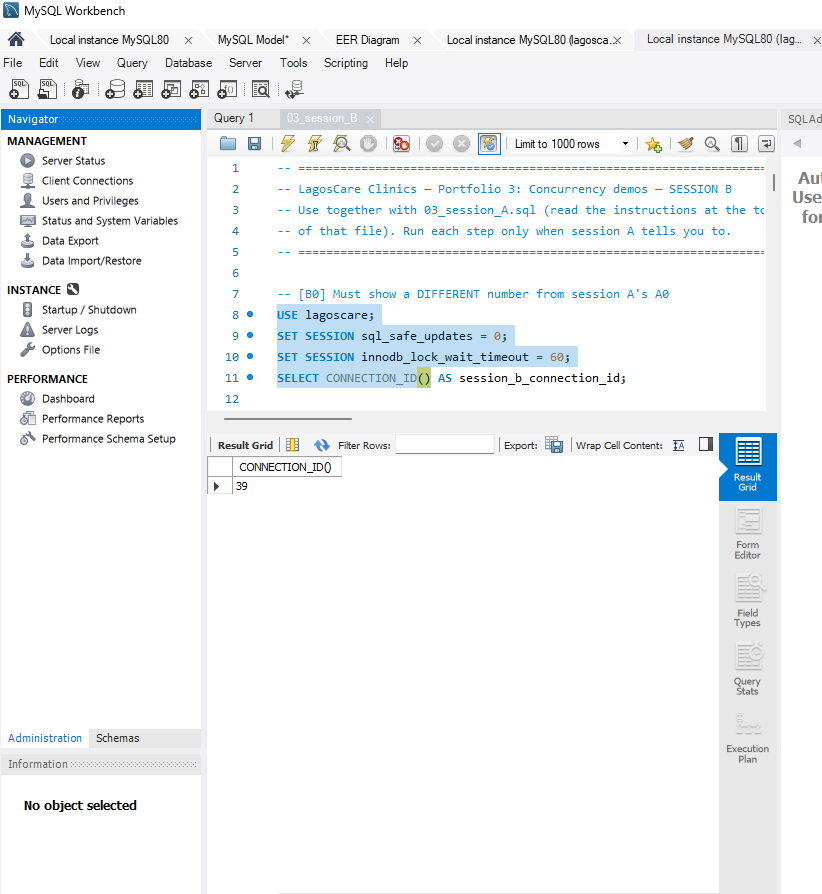 MySQL Workbench
Local instance MySQL80
MySQL Model*
EER Diagram
Local instance MySQL80 (lagosca...
Local instance MySQL80 (lag...
File Edit View Query Database Server Tools Scripting Help
Navigator
MANAGEMENT
Server Status
Client Connections
Users and Privileges
Status and System Variables
Data Export
Data Import/Restore
INSTANCE
Startup / Shutdown
Server Logs
Options File
PERFORMANCE
Dashboard
Performance Reports
Performance Schema Setup
Administration Schemas
Information
No object selected
Query 1 03_session_B
Limit to 1000 rows
1 -- ================================================================
2 -- LagosCare Clinics — Portfolio 3: Concurrency demos — SESSION B
3 -- Use together with 03_session_A.sql (read the instructions at the to
4 -- of that file). Run each step only when session A tells you to.
5 -- ================================================================
6
7 -- [B0] Must show a DIFFERENT number from session A's A0
8 USE lagoscare;
9 SET SESSION sql_safe_updates = 0;
10 SET SESSION innodb_lock_wait_timeout = 60;
11 SELECT CONNECTION_ID() AS session_b_connection_id;
12
Result Grid Filter Rows: Export: Wrap Cell Content:
CONNECTION_ID()
39
Result
Grid
Form
Editor
Field
Types
Query
Stats
Execution
Plan
SQLAd
Aut
Use
for